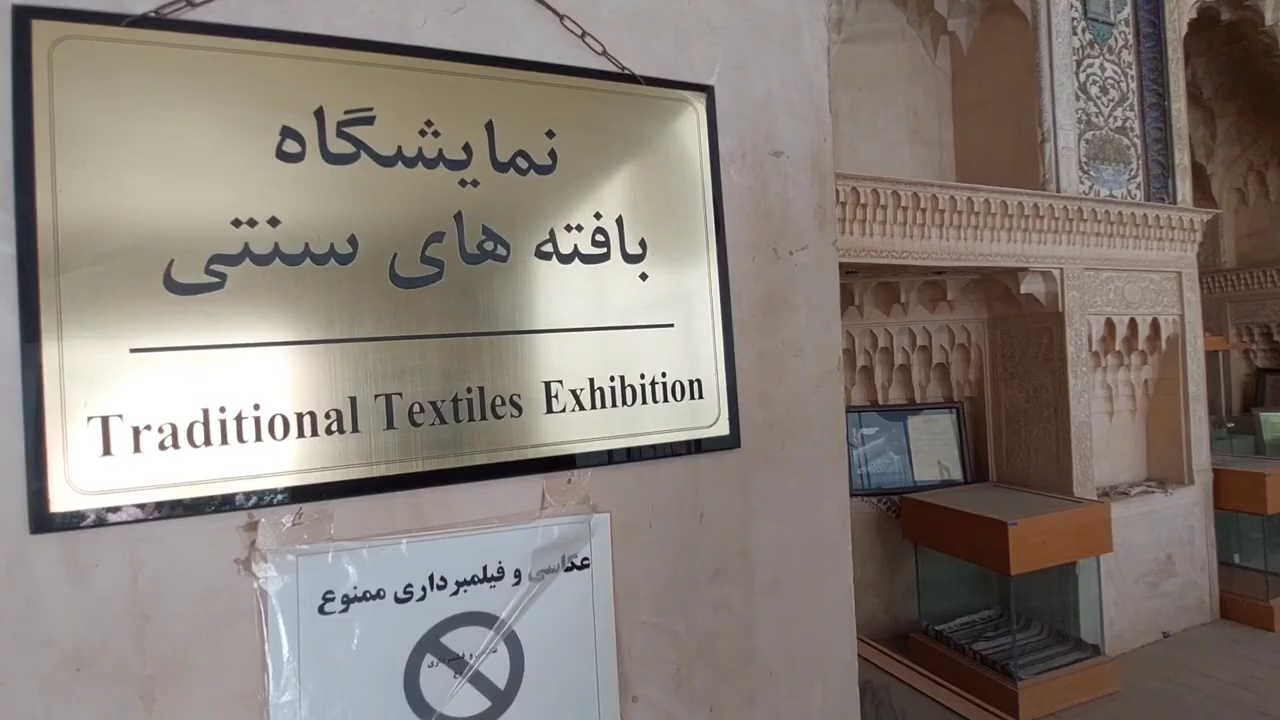 نمایشگاه
بافته های سنتی
Traditional Textiles Exhibition
عکاسی و فیلمبرداری ممنوع